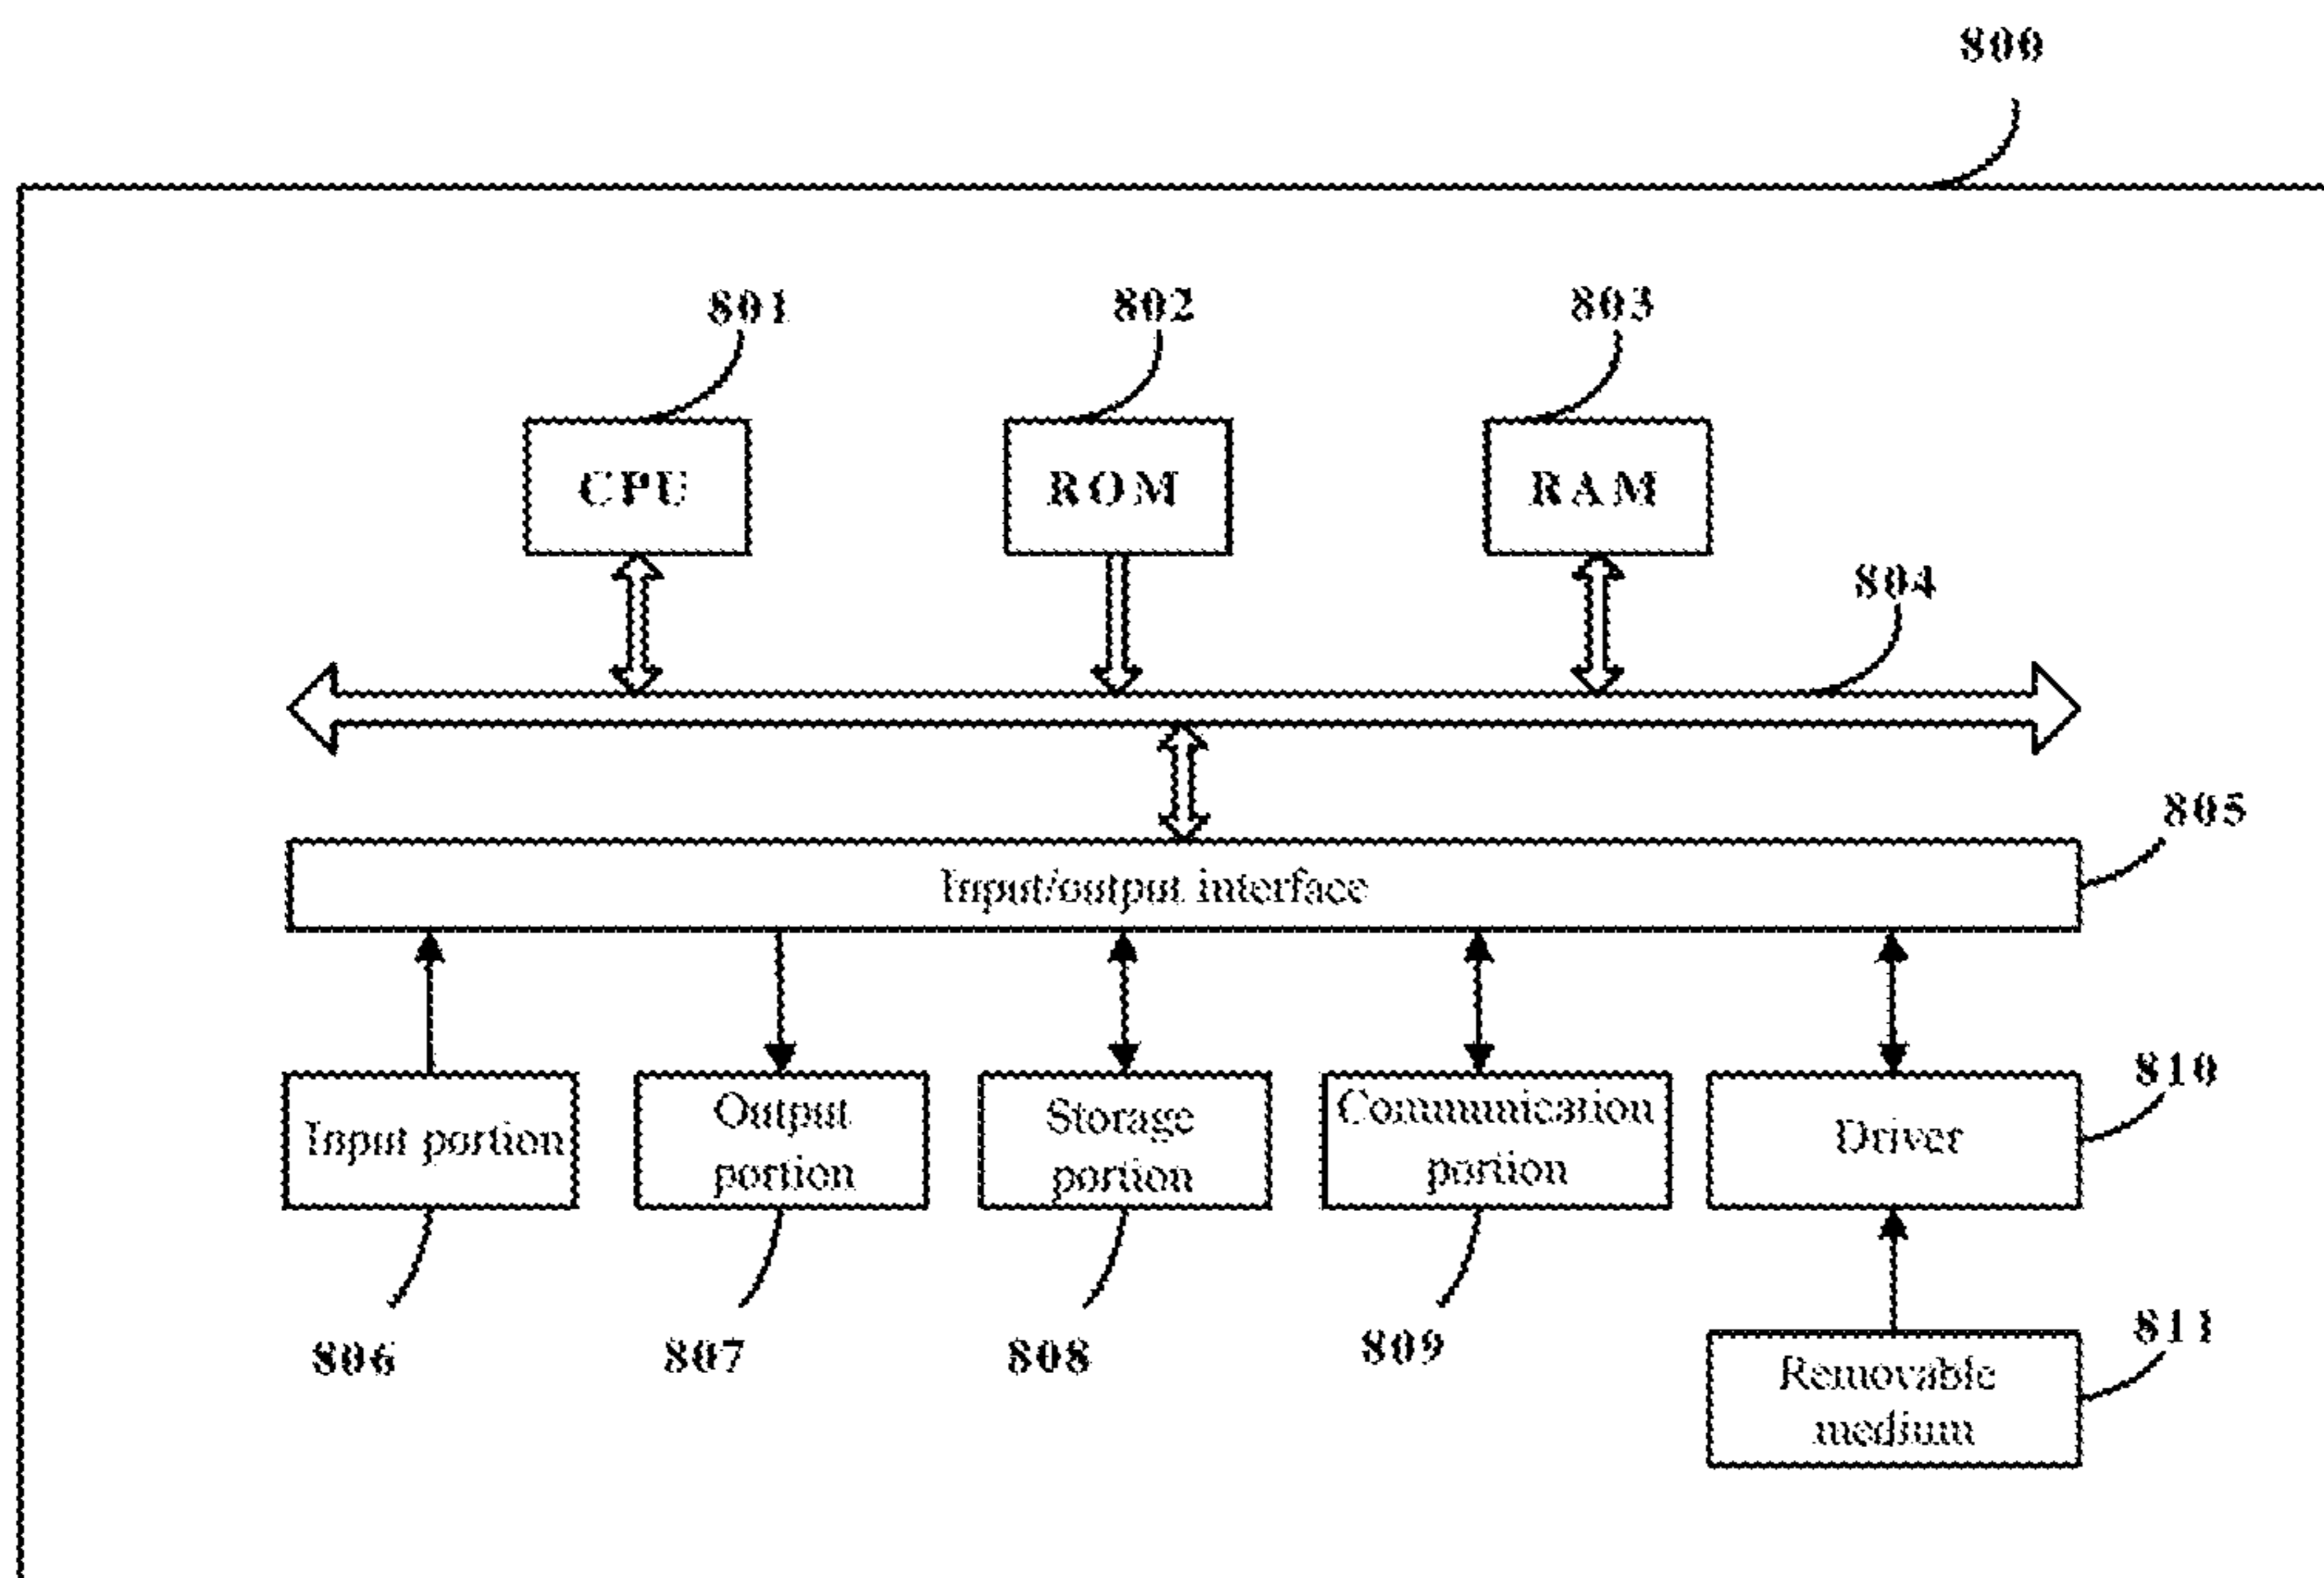 800
801
802
803
CPU
ROM
RAM
804
805
Input/output interface
810
Input portion
Output
portion
Storage
portion
Communication
portion
Driver
806
807
808
809
811
Removable
medium